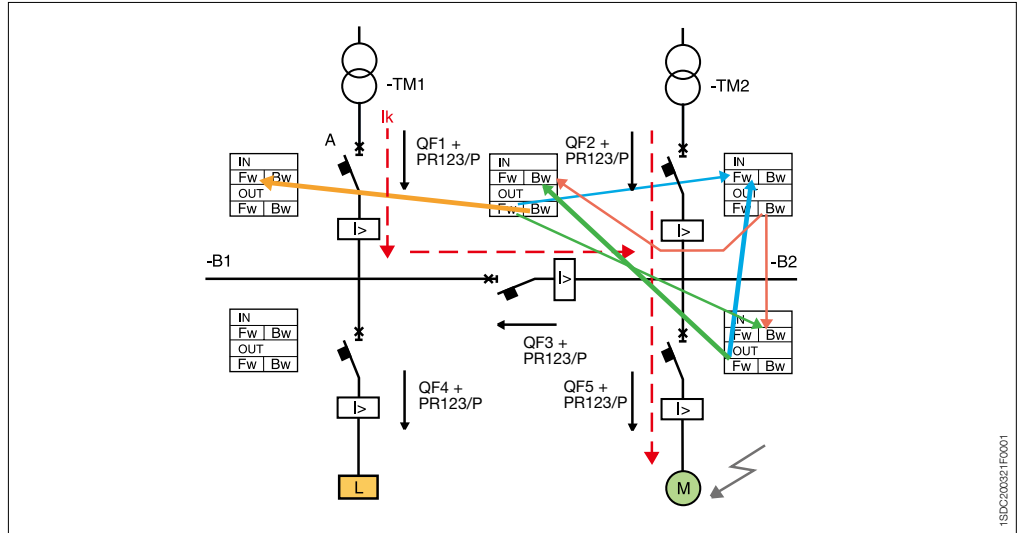 -TM1
-TM2
Ik
A
QF1 +
PR123/P
QF2 +
PR123/P
IN
Fw Bw
OUT
Fw Bw
IN
Fw Bw
OUT
Fw Bw
IN
Fw Bw
OUT
Fw Bw
I>
I>
-B1
-B2
I>
IN
Fw Bw
OUT
Fw Bw
IN
Fw Bw
OUT
Fw Bw
QF3 +
PR123/P
QF4 +
PR123/P
QF5 +
PR123/P
I>
I>
L
M
1SDC200321F0001